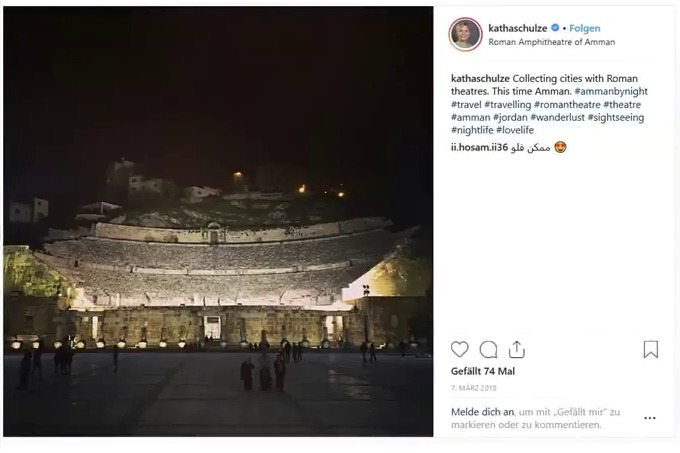 kathaschulze • Folgen
Roman Amphitheatre of Amman
kathaschulze Collecting cities with Roman
theatres. This time Amman. #ammanbynight
#travel #travelling #romantheatre #theatre
#amman #jordan #wanderlust #sightseeing
#nightlife #lovelife
ii.hosam.ii36 ممكن فلو 😍
Gefällt 74 Mal
7. MÄRZ 2018
Melde dich an, um mit „Gefällt mir“ zu
markieren oder zu kommentieren.